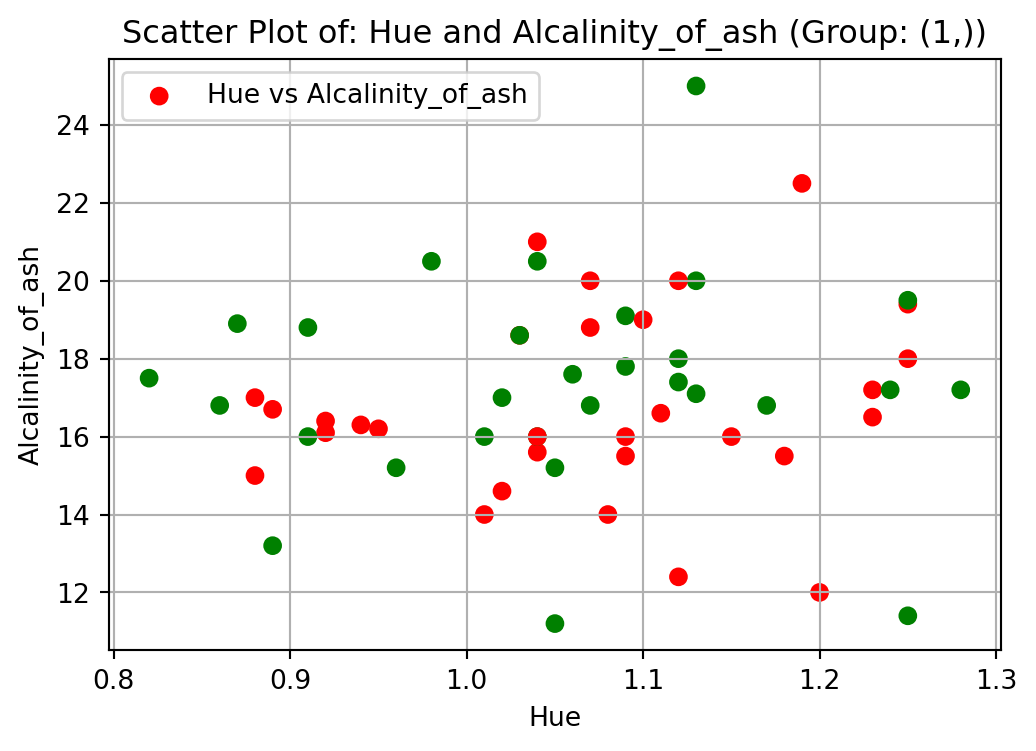 Scatter Plot of: Hue and Alcalinity_of_ash (Group: (1,))
Hue vs Alcalinity_of_ash
24
22
20
18
16
14
12
Alcalinity_of_ash
0.8 0.9 1.0 1.1 1.2 1.3
Hue